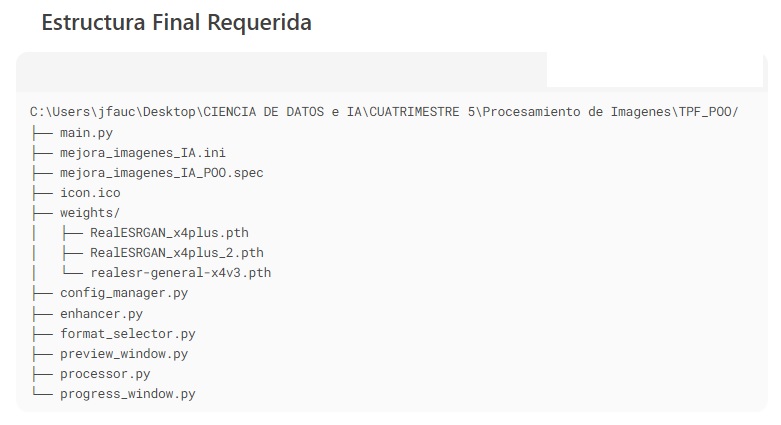 Estructura Final Requerida
C:\Users\jfauc\Desktop\CIENCIA DE DATOS e IA\CUATRIMESTRE 5\Procesamiento de Imagenes\TPF_POO/
├── main.py
├── mejora_imagenes_IA.ini
├── mejora_imagenes_IA_POO.spec
├── icon.ico
├── weights/
│   ├── RealESRGAN_x4plus.pth
│   ├── RealESRGAN_x4plus_2.pth
│   └── realesr-general-x4v3.pth
├── config_manager.py
├── enhancer.py
├── format_selector.py
├── preview_window.py
├── processor.py
└── progress_window.py